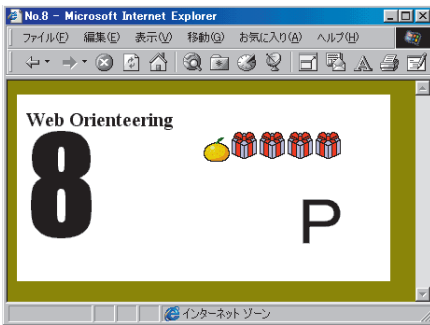 No.8 - Microsoft Internet Explorer
ファイル(F) 編集(E) 表示(V) 移動(G) お気に入り(A) ヘルプ(H)
Web Orienteering
8
P
インターネット ゾーン